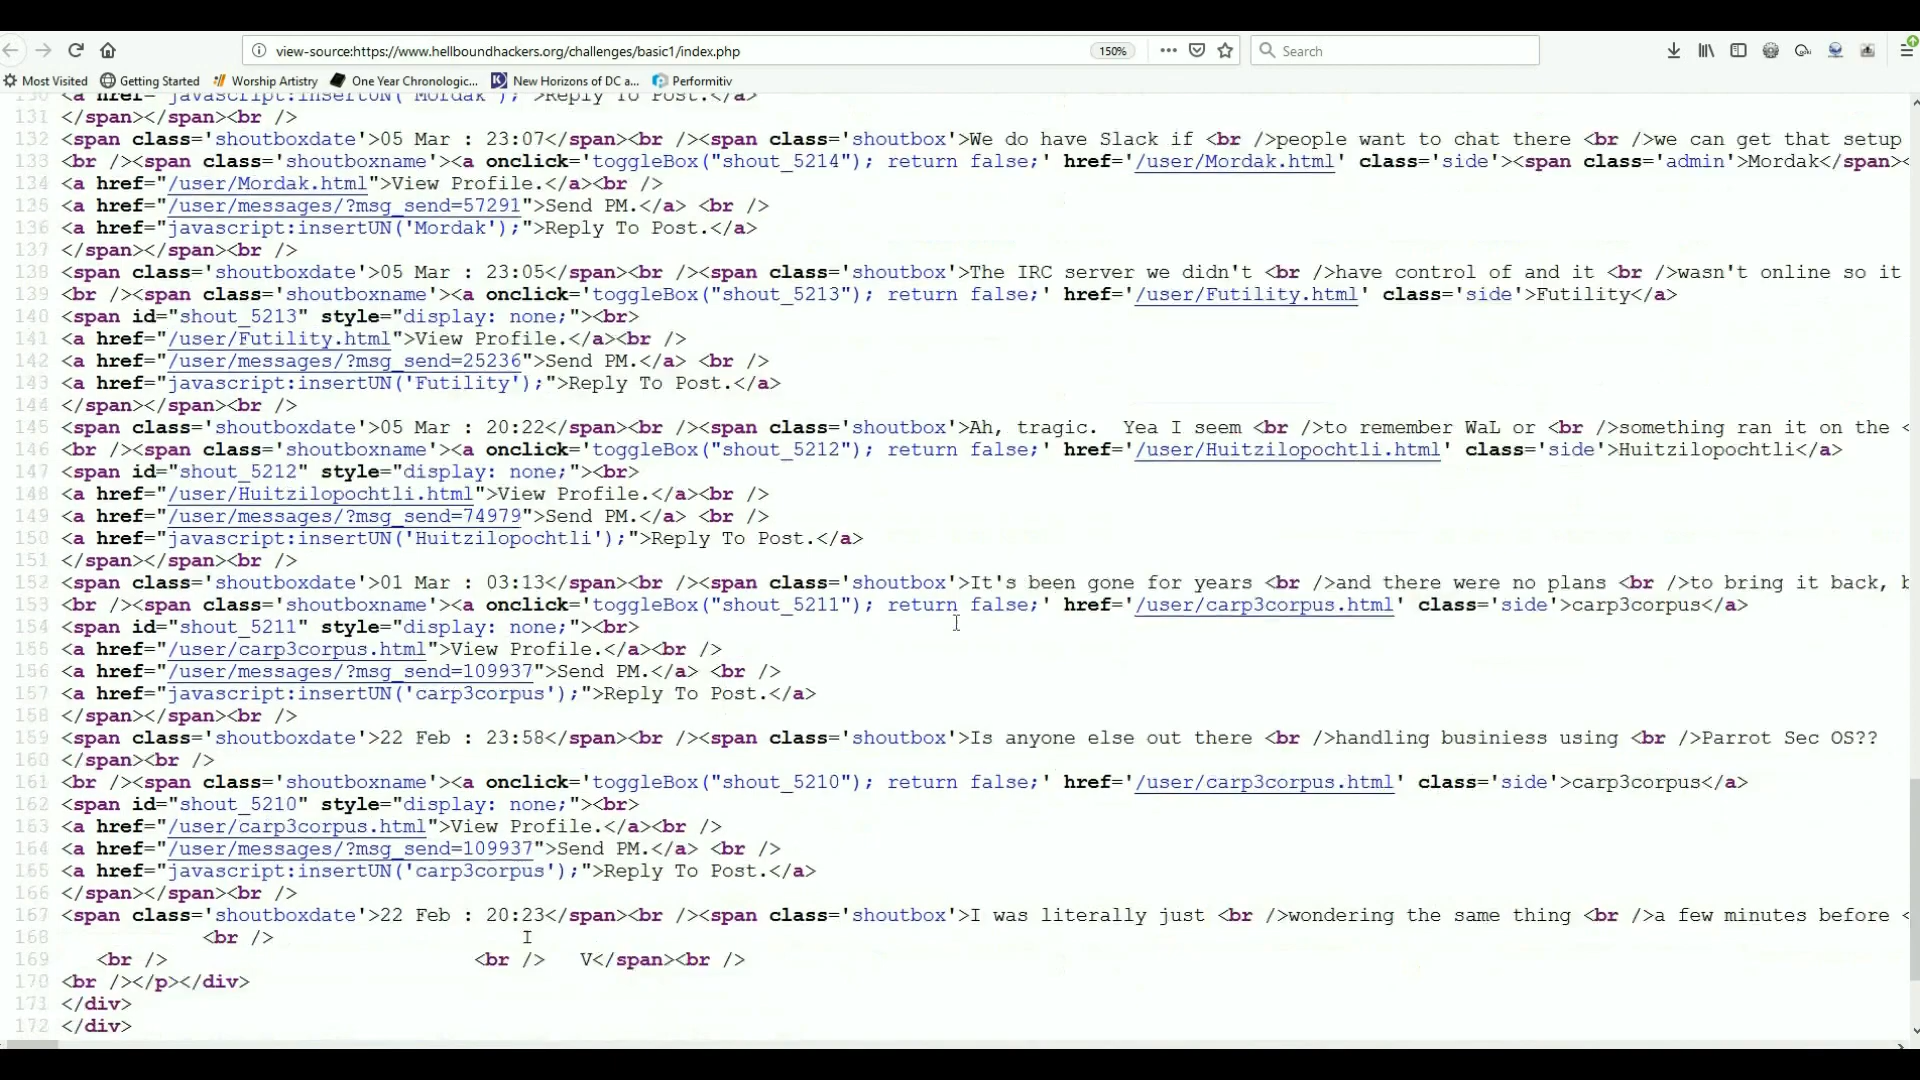 view-source:https://www.hellboundhackers.org/challenges/basic1/index.php
150%
Search
Most Visited
Getting Started
Worship Artistry
One Year Chronologic...
New Horizons of DC a...
Performitiv
130 <a href="javascript:insertUN('Mordak');">Reply To Post.</a>
131 </span></span><br />
132 <span class='shoutboxdate'>05 Mar : 23:07</span><br /><span class='shoutbox'>We do have Slack if <br />people want to chat there <br />we can get that setup
133 <br /><span class='shoutboxname'><a onclick='toggleBox("shout_5214"); return false;' href='/user/Mordak.html' class='side'><span class='admin'>Mordak</span><
134 <a href="/user/Mordak.html">View Profile.</a><br />
135 <a href="/user/messages/?msg_send=57291">Send PM.</a> <br />
136 <a href="javascript:insertUN('Mordak');">Reply To Post.</a>
137 </span></span><br />
138 <span class='shoutboxdate'>05 Mar : 23:05</span><br /><span class='shoutbox'>The IRC server we didn't <br />have control of and it <br />wasn't online so it
139 <br /><span class='shoutboxname'><a onclick='toggleBox("shout_5213"); return false;' href='/user/Futility.html' class='side'>Futility</a>
140 <span id="shout_5213" style="display: none;"><br>
141 <a href="/user/Futility.html">View Profile.</a><br />
142 <a href="/user/messages/?msg_send=25236">Send PM.</a> <br />
143 <a href="javascript:insertUN('Futility');">Reply To Post.</a>
144 </span></span><br />
145 <span class='shoutboxdate'>05 Mar : 20:22</span><br /><span class='shoutbox'>Ah, tragic.  Yea I seem <br />to remember WaL or <br />something ran it on the <
146 <br /><span class='shoutboxname'><a onclick='toggleBox("shout_5212"); return false;' href='/user/Huitzilopochtli.html' class='side'>Huitzilopochtli</a>
147 <span id="shout_5212" style="display: none;"><br>
148 <a href="/user/Huitzilopochtli.html">View Profile.</a><br />
149 <a href="/user/messages/?msg_send=74979">Send PM.</a> <br />
150 <a href="javascript:insertUN('Huitzilopochtli');">Reply To Post.</a>
151 </span></span><br />
152 <span class='shoutboxdate'>01 Mar : 03:13</span><br /><span class='shoutbox'>It's been gone for years <br />and there were no plans <br />to bring it back, b
153 <br /><span class='shoutboxname'><a onclick='toggleBox("shout_5211"); return false;' href='/user/carp3corpus.html' class='side'>carp3corpus</a>
154 <span id="shout_5211" style="display: none;"><br>
155 <a href="/user/carp3corpus.html">View Profile.</a><br />
156 <a href="/user/messages/?msg_send=109937">Send PM.</a> <br />
157 <a href="javascript:insertUN('carp3corpus');">Reply To Post.</a>
158 </span></span><br />
159 <span class='shoutboxdate'>22 Feb : 23:58</span><br /><span class='shoutbox'>Is anyone else out there <br />handling businiess using <br />Parrot Sec OS??
160 </span><br />
161 <br /><span class='shoutboxname'><a onclick='toggleBox("shout_5210"); return false;' href='/user/carp3corpus.html' class='side'>carp3corpus</a>
162 <span id="shout_5210" style="display: none;"><br>
163 <a href="/user/carp3corpus.html">View Profile.</a><br />
164 <a href="/user/messages/?msg_send=109937">Send PM.</a> <br />
165 <a href="javascript:insertUN('carp3corpus');">Reply To Post.</a>
166 </span></span><br />
167 <span class='shoutboxdate'>22 Feb : 20:23</span><br /><span class='shoutbox'>I was literally just <br />wondering the same thing <br />a few minutes before <
168 <br /> I
169 <br /> <br /> V</span><br />
170 <br /></p></div>
171 </div>
172 </div>